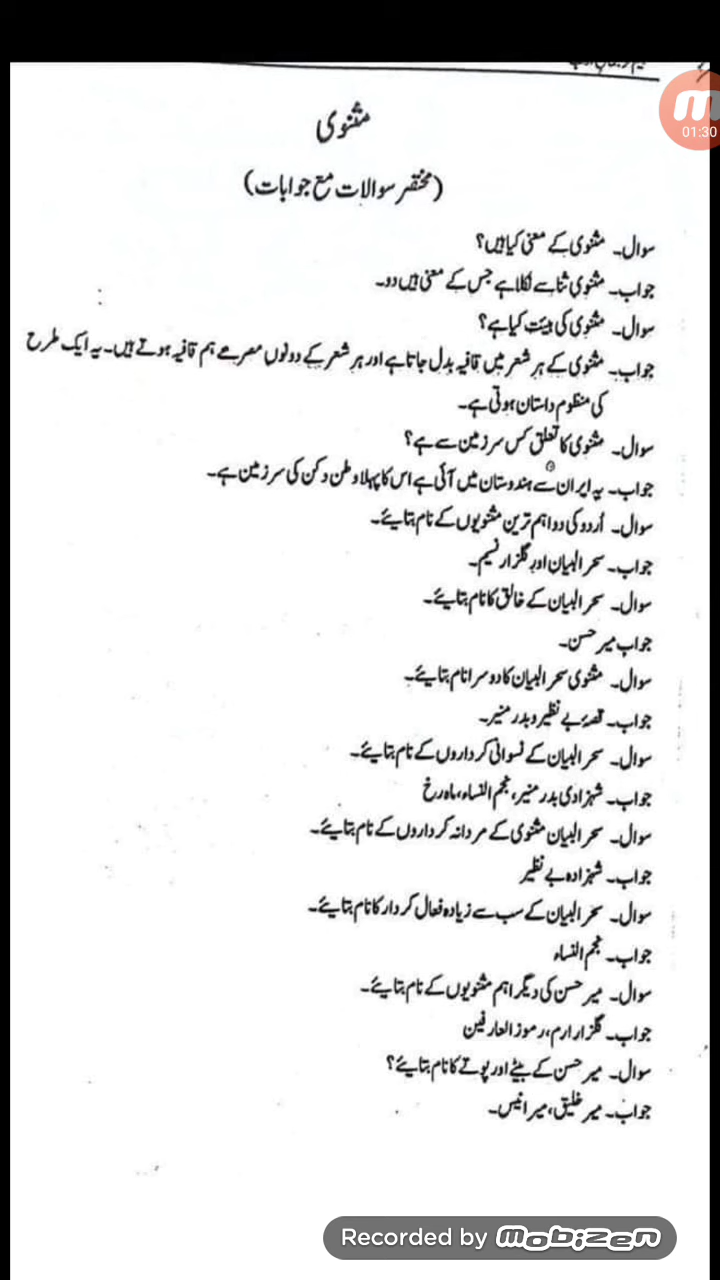 01:30
مثنوی
(مختصر سوالات مع جوابات)
سوال۔ مثنوی کے معنی کیا ہیں؟
جواب۔ مثنوی ثنا سے نکلا ہے جس کے معنی ہیں دو۔
سوال۔ مثنوی کی ہیئت کیا ہے؟
جواب۔ مثنوی کے ہر شعر میں قافیہ بدل جاتا ہے اور ہر شعر کے دونوں مصرعے ہم قافیہ ہوتے ہیں۔ یہ ایک طرح
کی منظوم داستان ہوتی ہے۔
سوال۔ مثنوی کا تعلق کس سرزمین سے ہے؟
جواب۔ یہ ایران سے ہندوستان میں آئی ہے اس کا پہلا وطن دکن کی سرزمین ہے۔
سوال۔ اُردو کی دو اہم ترین مثنویوں کے نام بتایئے۔
جواب۔ سحر البیان اور گلزار نسیم۔
سوال۔ سحر البیان کے خالق کا نام بتایئے۔
جواب میر حسن۔
سوال۔ مثنوی سحر البیان کا دوسرا نام بتایئے۔
جواب۔ قصۂ بے نظیر و بدر منیر۔
سوال۔ سحر البیان کے نسوانی کرداروں کے نام بتایئے۔
جواب۔ شہزادی بدر منیر، نجم النساء، ماہ رخ
سوال۔ سحر البیان مثنوی کے مردانہ کرداروں کے نام بتایئے۔
جواب۔ شہزادہ بے نظیر
سوال۔ سحر البیان کے سب سے زیادہ فعال کردار کا نام بتایئے۔
جواب۔ نجم النساء
سوال۔ میر حسن کی دیگر اہم مثنویوں کے نام بتایئے۔
جواب۔ گلزار ارم، رموز العارفین
سوال۔ میر حسن کے بیٹے اور پوتے کا نام بتایئے؟
جواب۔ میر خلیق، میر انیس۔
Recorded by mobizen